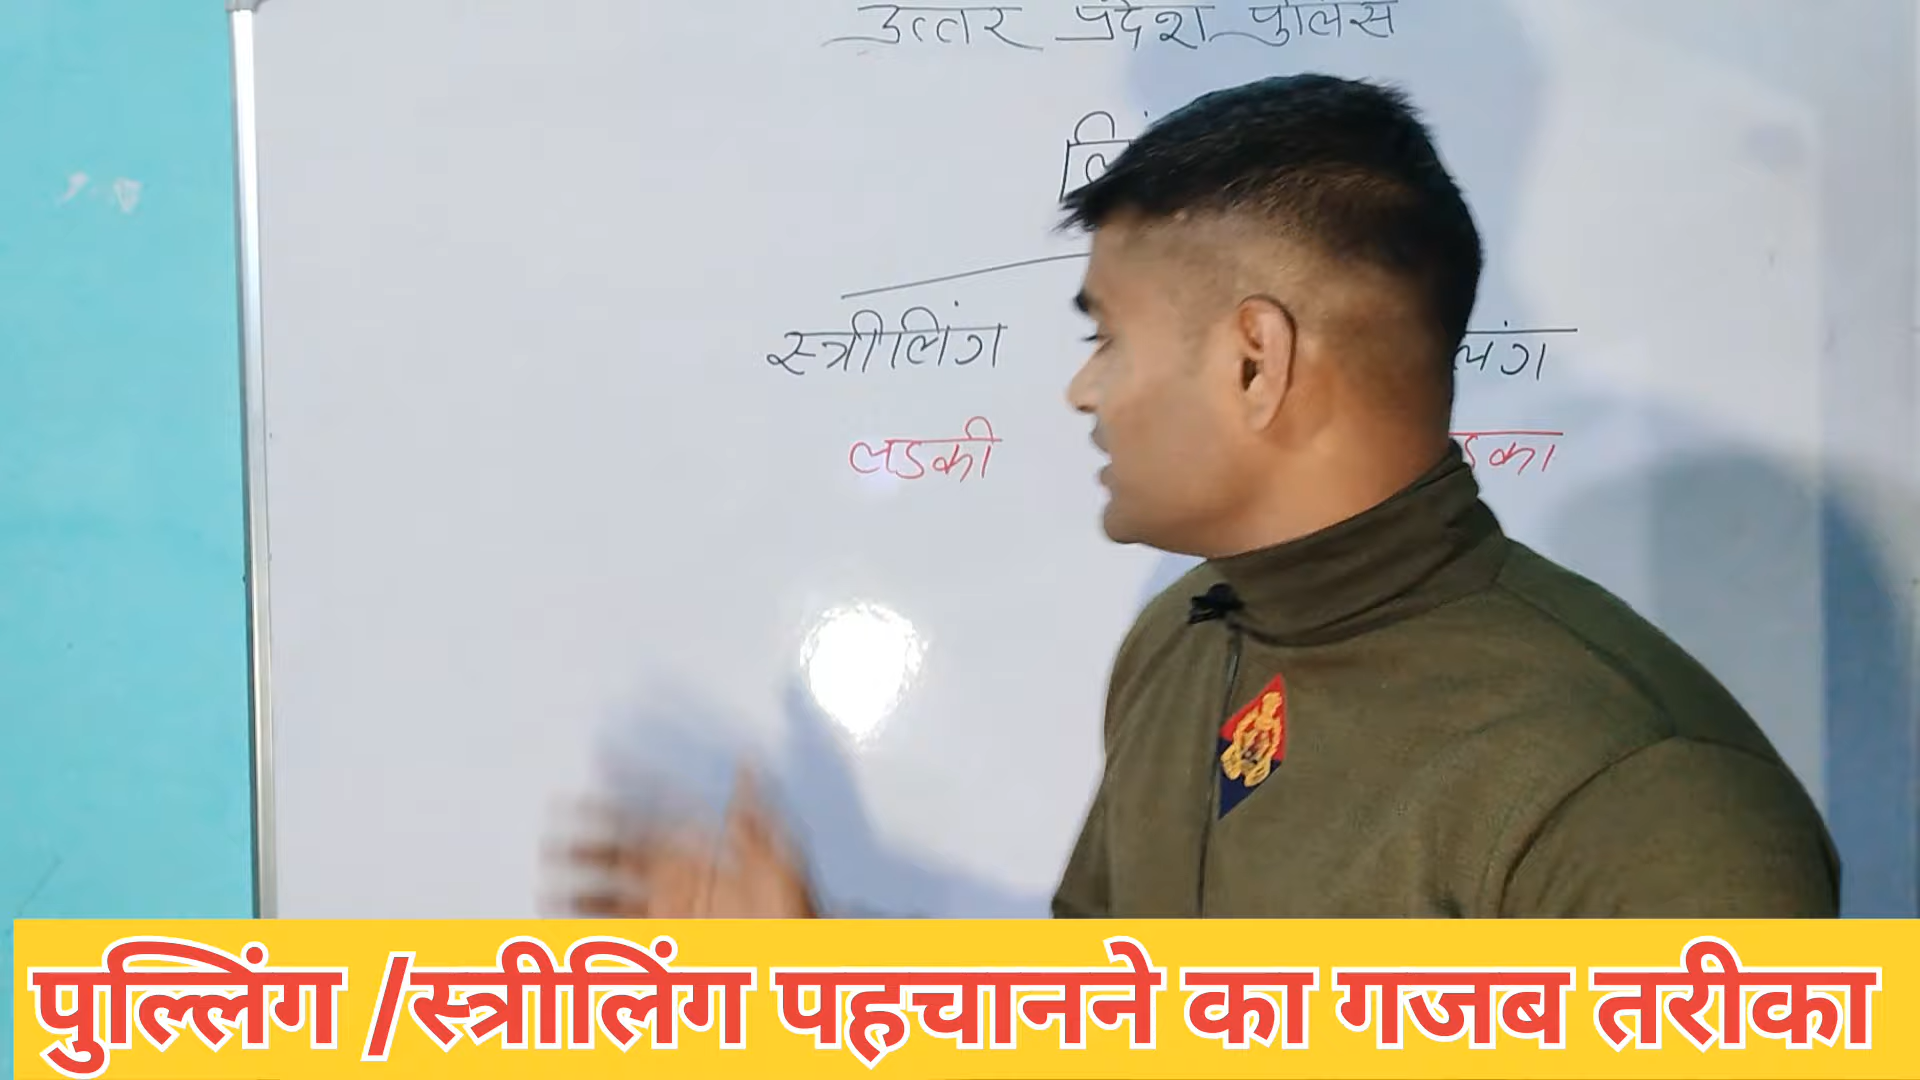 उत्तर प्रदेश पुलिस
स्त्रीलिंग
लडकी
पुल्लिंग /स्त्रीलिंग पहचानने का गजब तरीका